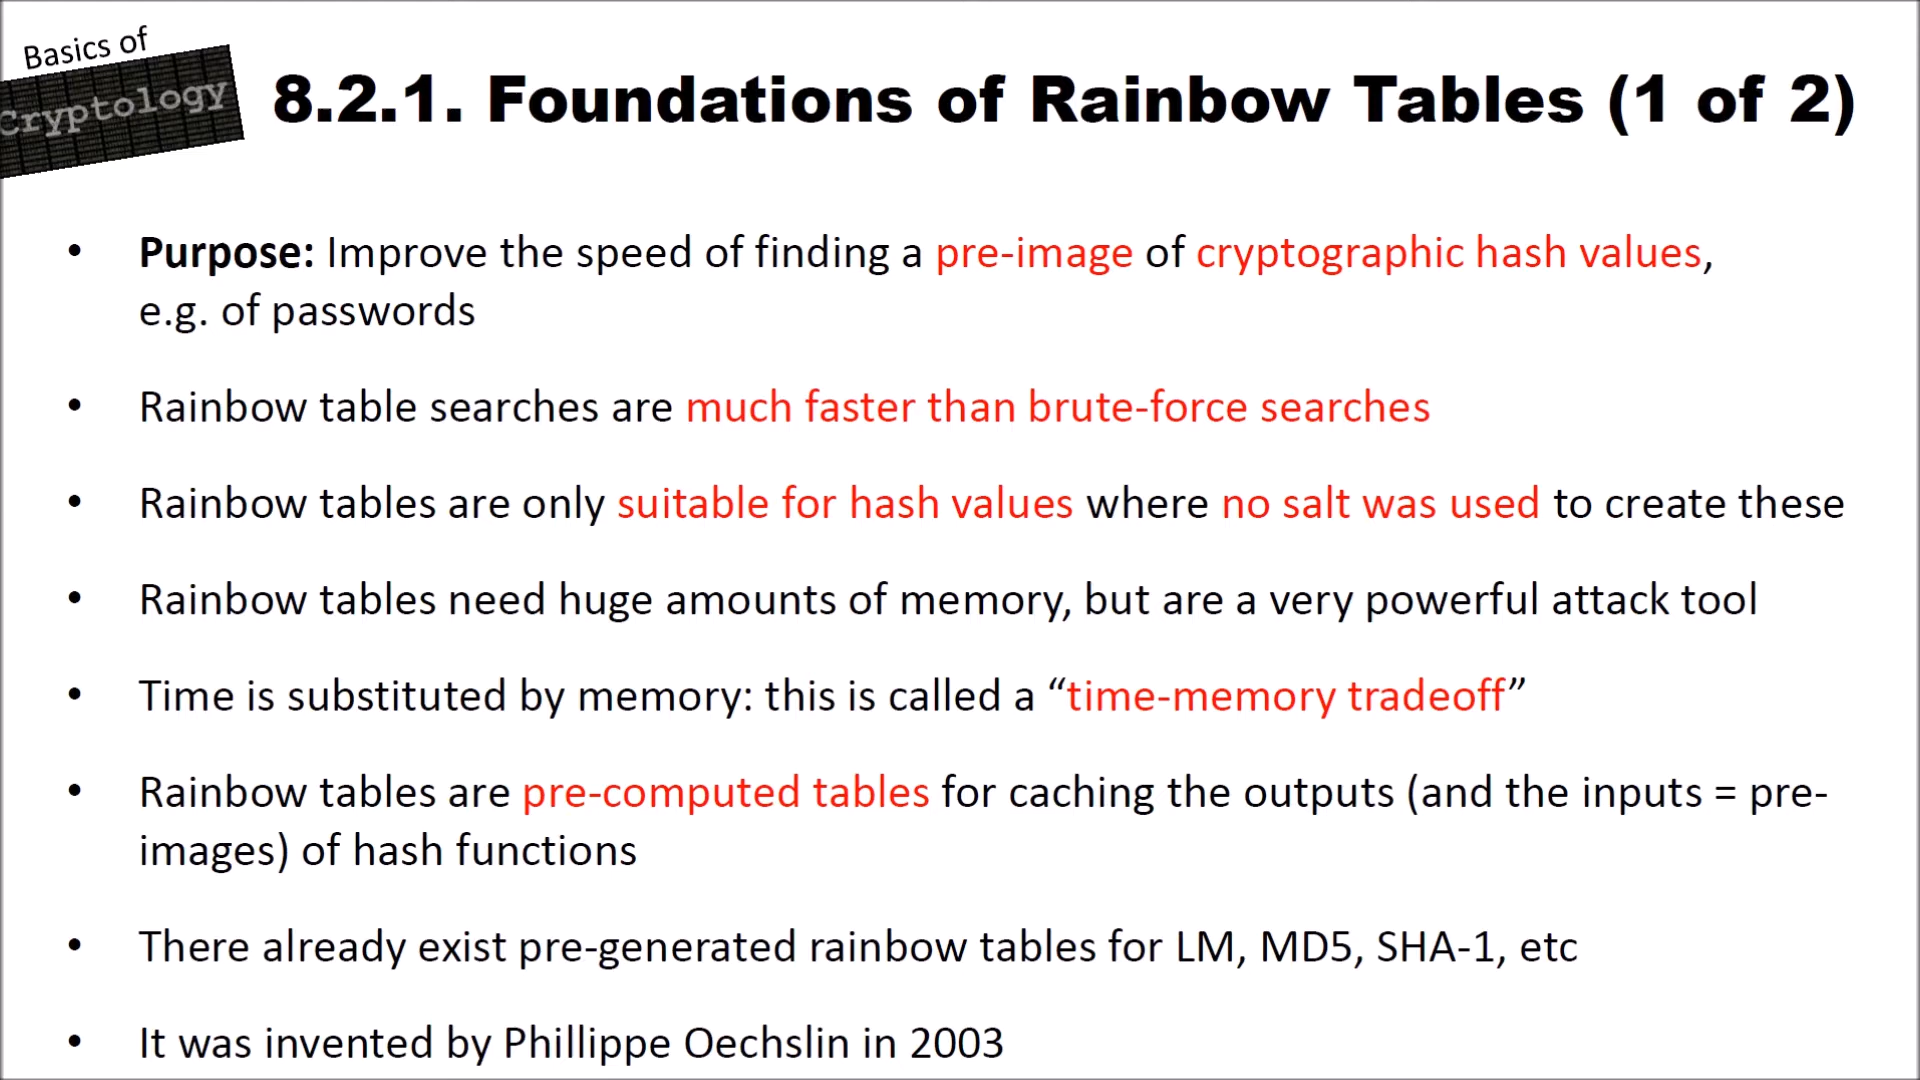 Basics of
Cryptology
8.2.1. Foundations of Rainbow Tables (1 of 2)
• Purpose: Improve the speed of finding a pre-image of cryptographic hash values,
e.g. of passwords
• Rainbow table searches are much faster than brute-force searches
• Rainbow tables are only suitable for hash values where no salt was used to create these
• Rainbow tables need huge amounts of memory, but are a very powerful attack tool
• Time is substituted by memory: this is called a “time-memory tradeoff”
• Rainbow tables are pre-computed tables for caching the outputs (and the inputs = pre-
images) of hash functions
• There already exist pre-generated rainbow tables for LM, MD5, SHA-1, etc
• It was invented by Phillippe Oechslin in 2003